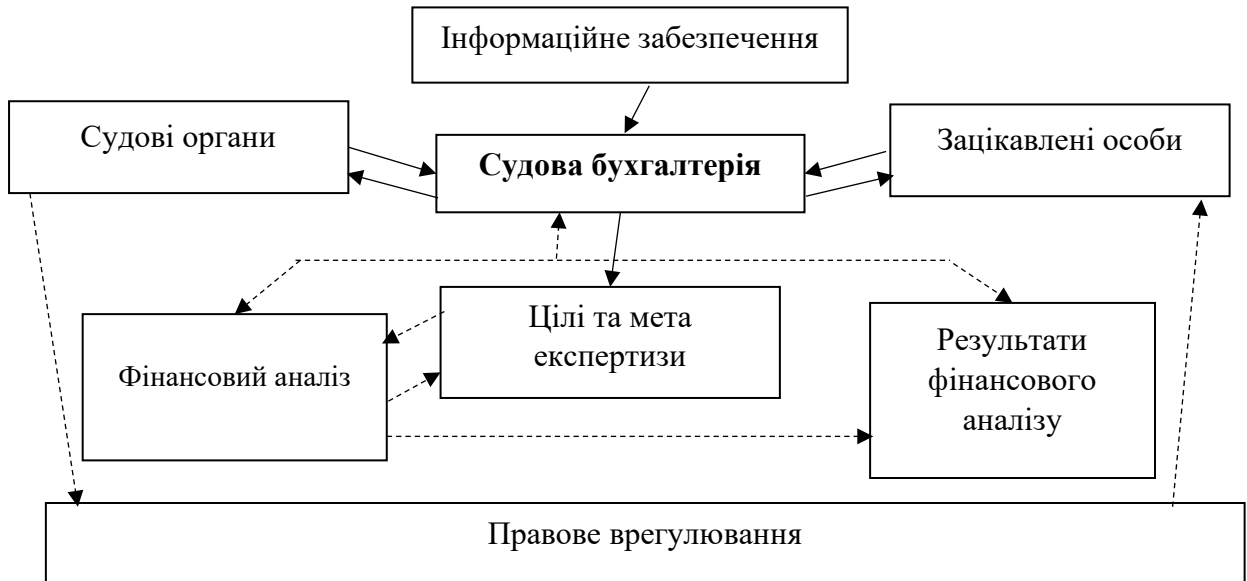 Інформаційне забезпечення
Судові органи
Судова бухгалтерія
Зацікавлені особи
Цілі та мета
експертизи
Фінансовий аналіз
Результати
фінансового
аналізу
Правове врегулювання